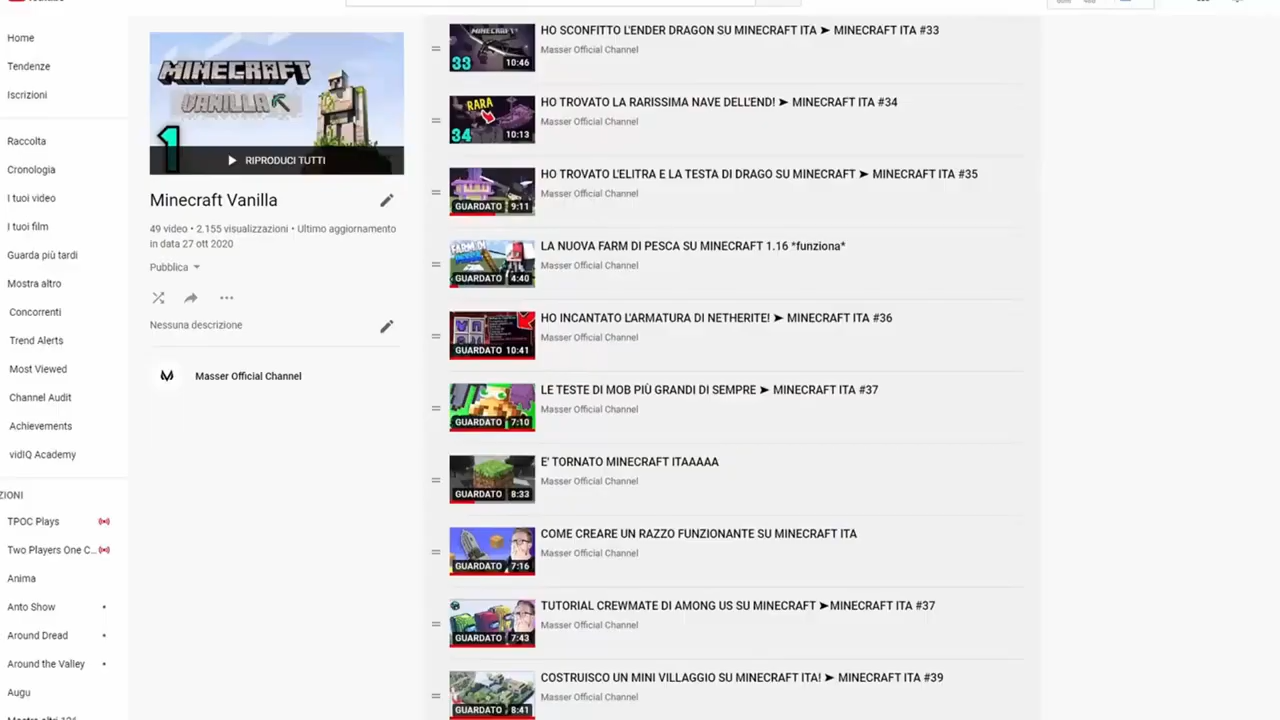 Home
Tendenze
Iscrizioni
Raccolta
Cronologia
I tuoi video
I tuoi film
Guarda più tardi
Mostra altro
Concorrenti
Trend Alerts
Most Viewed
Channel Audit
Achievements
vidIQ Academy
ZIONI
TPOC Plays
Two Players One C...
Anima
Anto Show
Around Dread
Around the Valley
Augu
MINECRAFT
VANILLA
1
RIPRODUCI TUTTI
Minecraft Vanilla
49 video • 2.155 visualizzazioni • Ultimo aggiornamento
in data 27 ott 2020
Pubblica
Nessuna descrizione
Masser Official Channel
MINECRAFT
33
10:46
HO SCONFITTO L'ENDER DRAGON SU MINECRAFT ITA ➤ MINECRAFT ITA #33
Masser Official Channel
RARA
34
10:13
HO TROVATO LA RARISSIMA NAVE DELL'END! ➤ MINECRAFT ITA #34
Masser Official Channel
GUARDATO 9:11
HO TROVATO L'ELITRA E LA TESTA DI DRAGO SU MINECRAFT ➤ MINECRAFT ITA #35
Masser Official Channel
FARM DI
GUARDATO 4:40
LA NUOVA FARM DI PESCA SU MINECRAFT 1.16 *funziona*
Masser Official Channel
GUARDATO 10:41
HO INCANTATO L'ARMATURA DI NETHERITE! ➤ MINECRAFT ITA #36
Masser Official Channel
GUARDATO 7:10
LE TESTE DI MOB PIÙ GRANDI DI SEMPRE ➤ MINECRAFT ITA #37
Masser Official Channel
GUARDATO 8:33
E' TORNATO MINECRAFT ITAAAAA
Masser Official Channel
GUARDATO 7:16
COME CREARE UN RAZZO FUNZIONANTE SU MINECRAFT ITA
Masser Official Channel
GUARDATO 7:43
TUTORIAL CREWMATE DI AMONG US SU MINECRAFT ➤MINECRAFT ITA #37
Masser Official Channel
GUARDATO 8:41
COSTRUISCO UN MINI VILLAGGIO SU MINECRAFT ITA! ➤ MINECRAFT ITA #39
Masser Official Channel